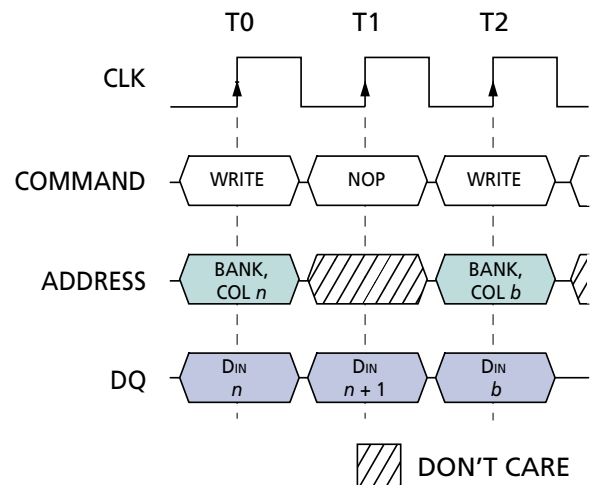 T0 T1 T2
CLK
COMMAND WRITE NOP WRITE
ADDRESS BANK, COL n BANK, COL b
DQ DIN n DIN n + 1 DIN b
DON'T CARE